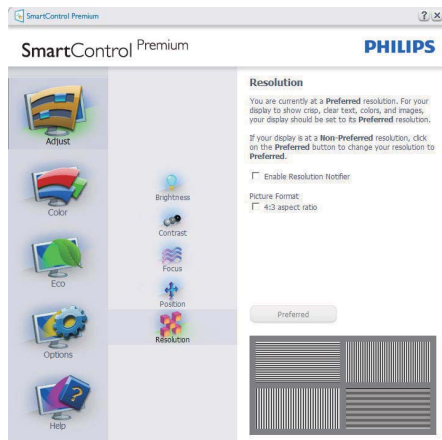 SmartControl Premium
? x
SmartControl Premium
PHILIPS
Adjust
Color
Eco
Options
Help
Brightness
Contrast
Focus
Position
Resolution
Resolution
You are currently at a Preferred resolution. For your
display to show crisp, clear text, colors, and images,
your display should be set to its Preferred resolution.
If your display is at a Non-Preferred resolution, click
on the Preferred button to change your resolution to
Preferred.
Enable Resolution Notifier
Picture Format
4:3 aspect ratio
Preferred